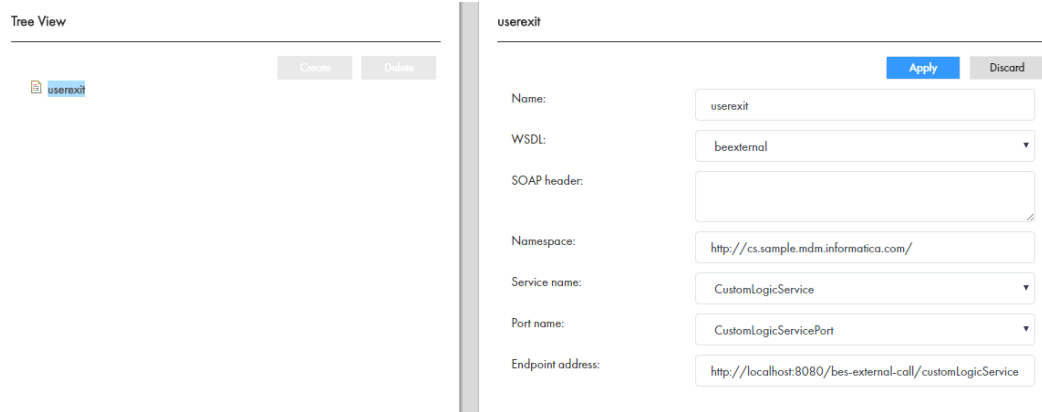 Tree View
Create Delete
userexit
userexit
Apply Discard
Name: userexit
WSDL: beexternal
SOAP header:
Namespace: http://cs.sample.mdm.informatica.com/
Service name: CustomLogicService
Port name: CustomLogicServicePort
Endpoint address: http://localhost:8080/bes-external-call/customLogicService